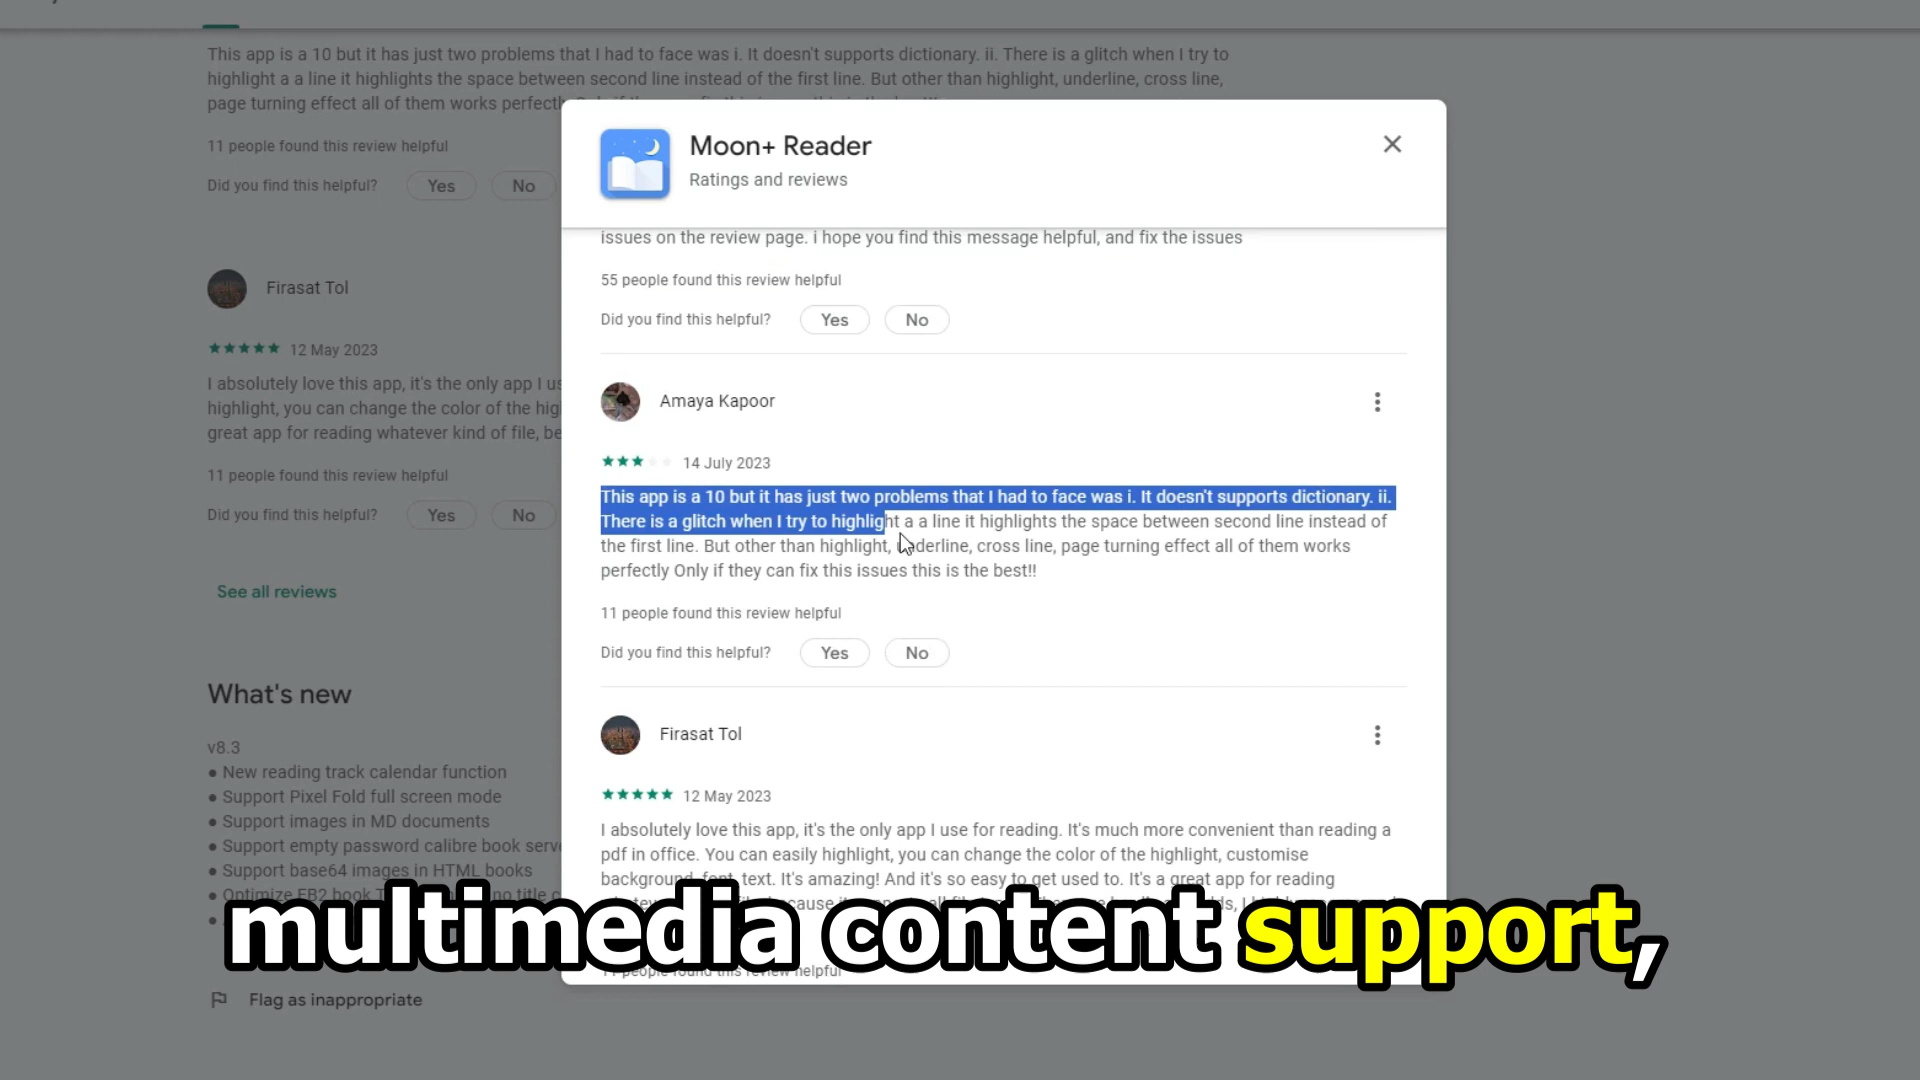 This app is a 10 but it has just two problems that I had to face was i. It doesn't supports dictionary. ii. There is a glitch when I try to
highlight a a line it highlights the space between second line instead of the first line. But other than highlight, underline, cross line,
page turning effect all of them works perfectly
11 people found this review helpful
Did you find this helpful?
Yes
No
Firasat Tol
12 May 2023
I absolutely love this app, it's the only app I us
highlight, you can change the color of the hig
great app for reading whatever kind of file, be
11 people found this review helpful
Did you find this helpful?
Yes
No
See all reviews
What's new
v8.3
● New reading track calendar function
● Support Pixel Fold full screen mode
● Support images in MD documents
● Support empty password calibre book serve
● Support base64 images in HTML books
● Optimize FB2 book
no title c
Flag as inappropriate
Moon+ Reader
Ratings and reviews
issues on the review page. i hope you find this message helpful, and fix the issues
55 people found this review helpful
Did you find this helpful?
Yes
No
Amaya Kapoor
14 July 2023
This app is a 10 but it has just two problems that I had to face was i. It doesn't supports dictionary. ii.
There is a glitch when I try to highlight a a line it highlights the space between second line instead of
the first line. But other than highlight, underline, cross line, page turning effect all of them works
perfectly Only if they can fix this issues this is the best!!
11 people found this review helpful
Did you find this helpful?
Yes
No
Firasat Tol
12 May 2023
I absolutely love this app, it's the only app I use for reading. It's much more convenient than reading a
pdf in office. You can easily highlight, you can change the color of the highlight, customise
background, font, text. It's amazing! And it's so easy to get used to. It's a great app for reading
11 people found this review helpful
multimedia content support,